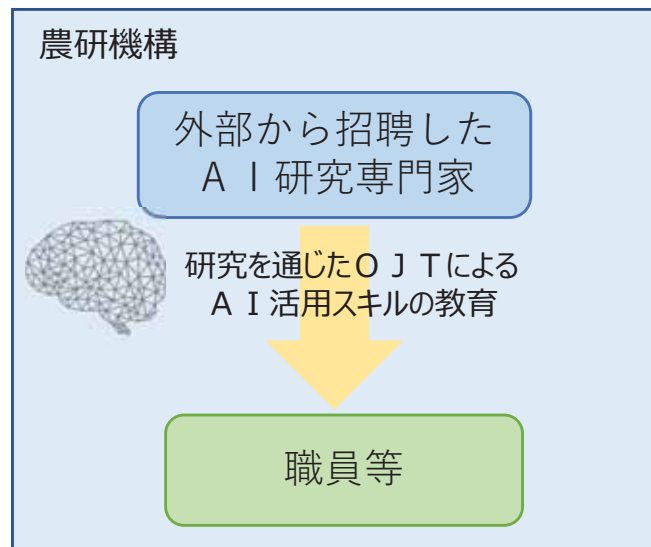 農研機構
外部から招聘した
ＡＩ研究専門家
研究を通じたＯＪＴによる
ＡＩ活用スキルの教育
職員等